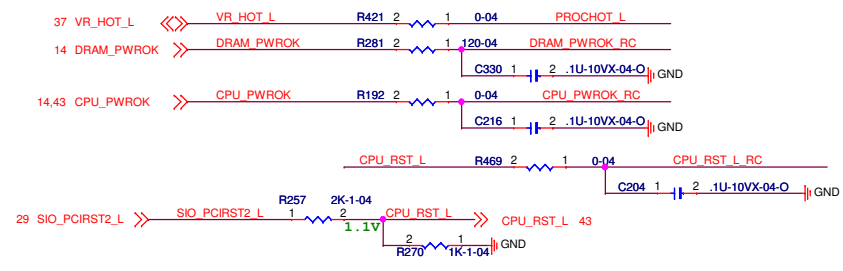 37 VR_HOT_L VR_HOT_L R421 2 1 0-04 PROCHOT_L
14 DRAM_PWROK DRAM_PWROK R281 2 1 120-04 DRAM_PWROK_RC
C330 1 2 .1U-10VX-04-O GND
14,43 CPU_PWROK CPU_PWROK R192 2 1 0-04 CPU_PWROK_RC
C216 1 2 .1U-10VX-04-O GND
CPU_RST_L R469 2 1 0-04 CPU_RST_L_RC
C204 1 2 .1U-10VX-04-O GND
R257 2K-1-04
29 SIO_PCIRST2_L SIO_PCIRST2_L 1 2 CPU_RST_L CPU_RST_L 43
1.1V
R270 2 1 1K-1-04 GND